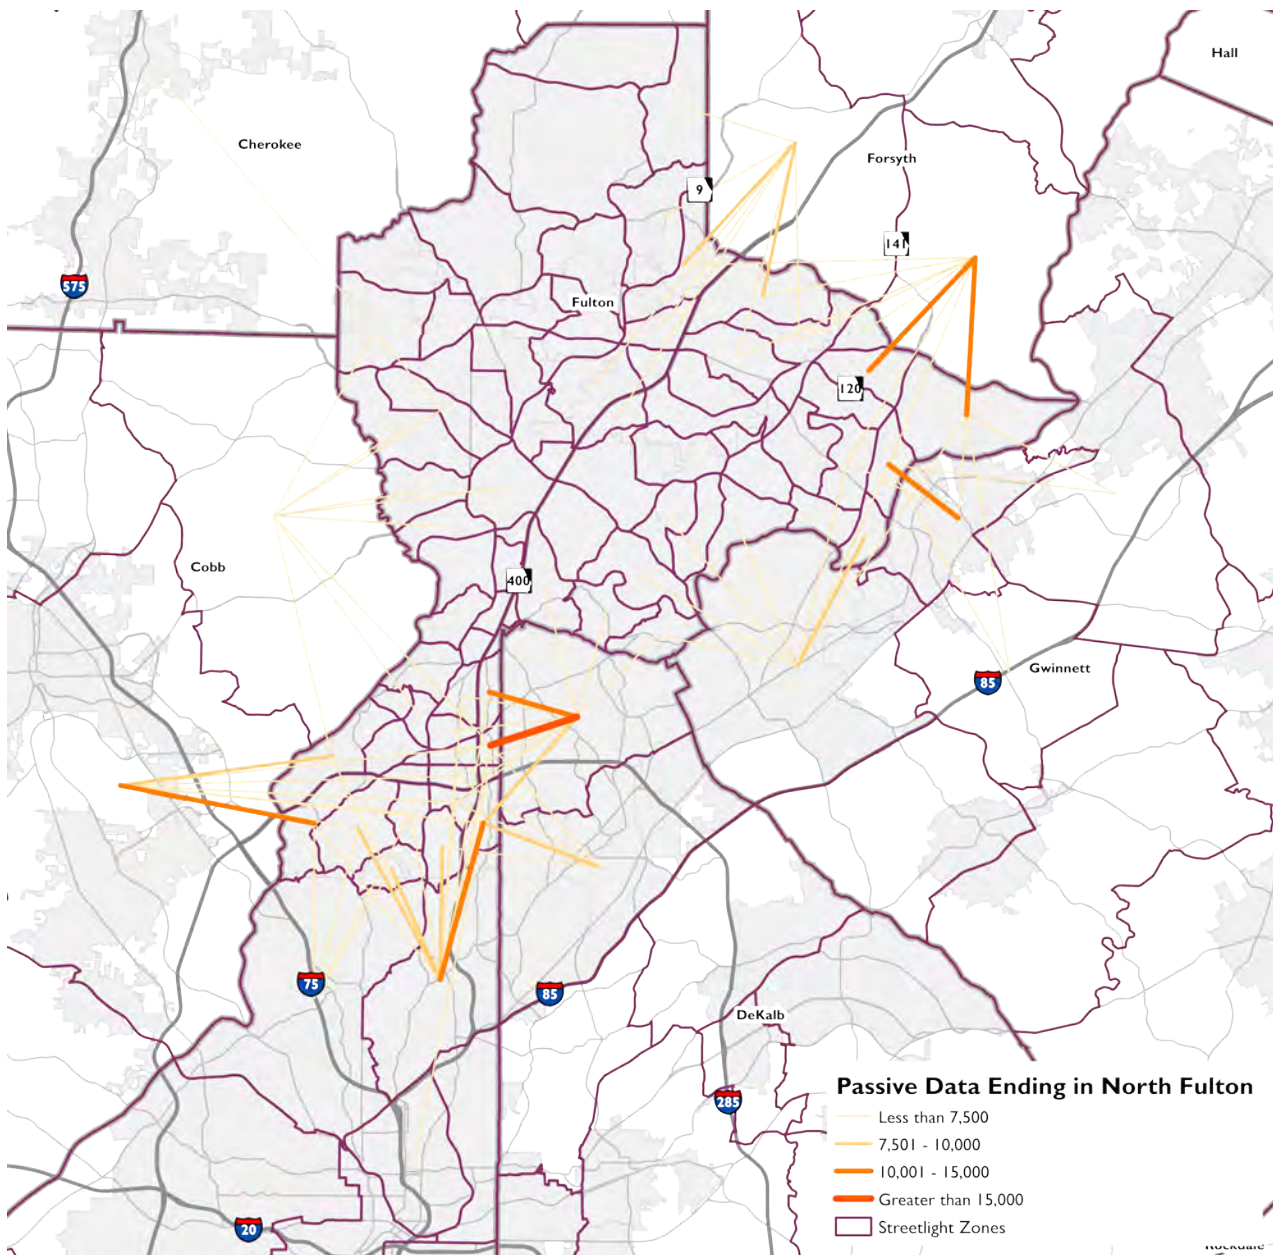 Hall
Cherokee
Forsyth
9
141
575
Fulton
120
Cobb
400
Gwinnett
85
75
85
DeKalb
285
20
Passive Data Ending in North Fulton
Less than 7,500
7,501 - 10,000
10,001 - 15,000
Greater than 15,000
Streetlight Zones